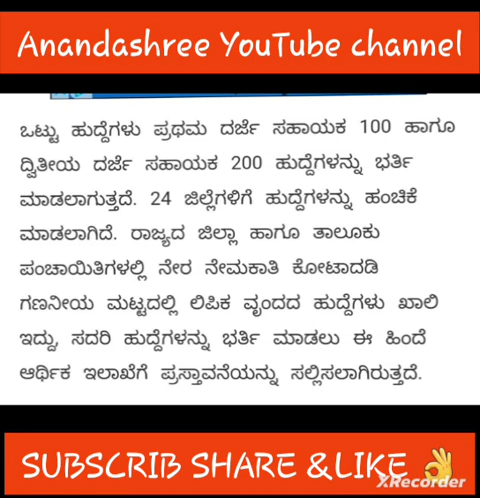 Anandashree YouTube channel
ಒಟ್ಟು ಹುದ್ದೆಗಳು ಪ್ರಥಮ ದರ್ಜೆ ಸಹಾಯಕ 100 ಹಾಗೂ
ದ್ವಿತೀಯ ದರ್ಜೆ ಸಹಾಯಕ 200 ಹುದ್ದೆಗಳನ್ನು ಭರ್ತಿ
ಮಾಡಲಾಗುತ್ತದೆ. 24 ಜಿಲ್ಲೆಗಳಿಗೆ ಹುದ್ದೆಗಳನ್ನು ಹಂಚಿಕೆ
ಮಾಡಲಾಗಿದೆ. ರಾಜ್ಯದ ಜಿಲ್ಲಾ ಹಾಗೂ ತಾಲೂಕು
ಪಂಚಾಯಿತಿಗಳಲ್ಲಿ ನೇರ ನೇಮಕಾತಿ ಕೋಟಾದಡಿ
ಗಣನೀಯ ಮಟ್ಟದಲ್ಲಿ ಲಿಪಿಕ ವೃಂದದ ಹುದ್ದೆಗಳು ಖಾಲಿ
ಇದ್ದು, ಸದರಿ ಹುದ್ದೆಗಳನ್ನು ಭರ್ತಿ ಮಾಡಲು ಈ ಹಿಂದೆ
ಆರ್ಥಿಕ ಇಲಾಖೆಗೆ ಪ್ರಸ್ತಾವನೆಯನ್ನು ಸಲ್ಲಿಸಲಾಗಿರುತ್ತದೆ.
SUBSCRIB SHARE &LIKE 👌
XRecorder